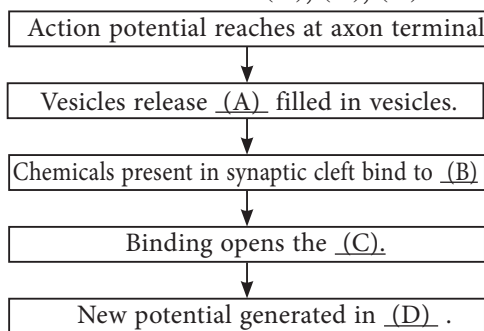 Action potential reaches at axon terminal
Vesicles release (A) filled in vesicles.
Chemicals present in synaptic cleft bind to (B)
Binding opens the (C).
New potential generated in (D) .